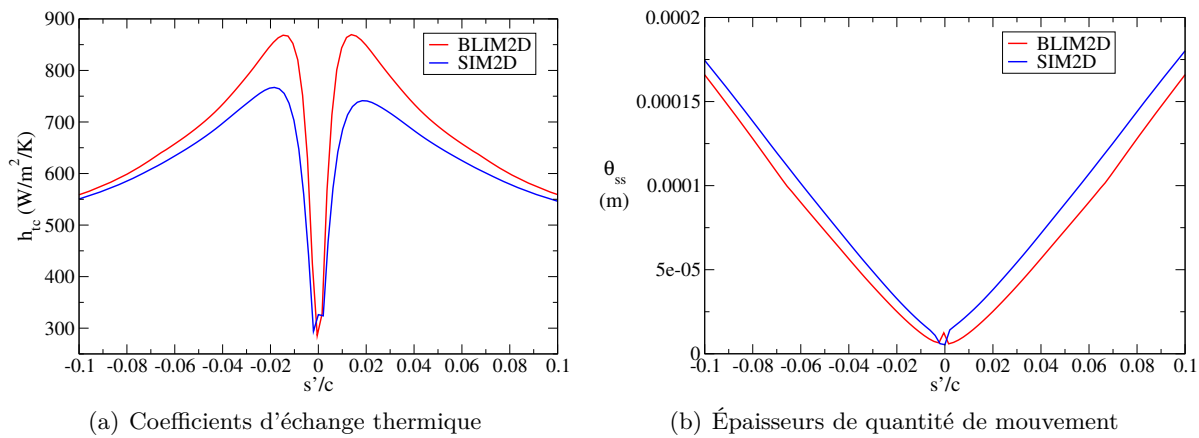 900
800
700
600
500
400
300
h_tc (W/m²/K)
BLIM2D
SIM2D
-0.1 -0.08 -0.06 -0.04 -0.02 0 0.02 0.04 0.06 0.08 0.1
s'/c
(a) Coefficients d'échange thermique
0.0002
0.00015
0.0001
5e-05
0
θ_ss
(m)
BLIM2D
SIM2D
-0.1 -0.08 -0.06 -0.04 -0.02 0 0.02 0.04 0.06 0.08 0.1
s'/c
(b) Épaisseurs de quantité de mouvement